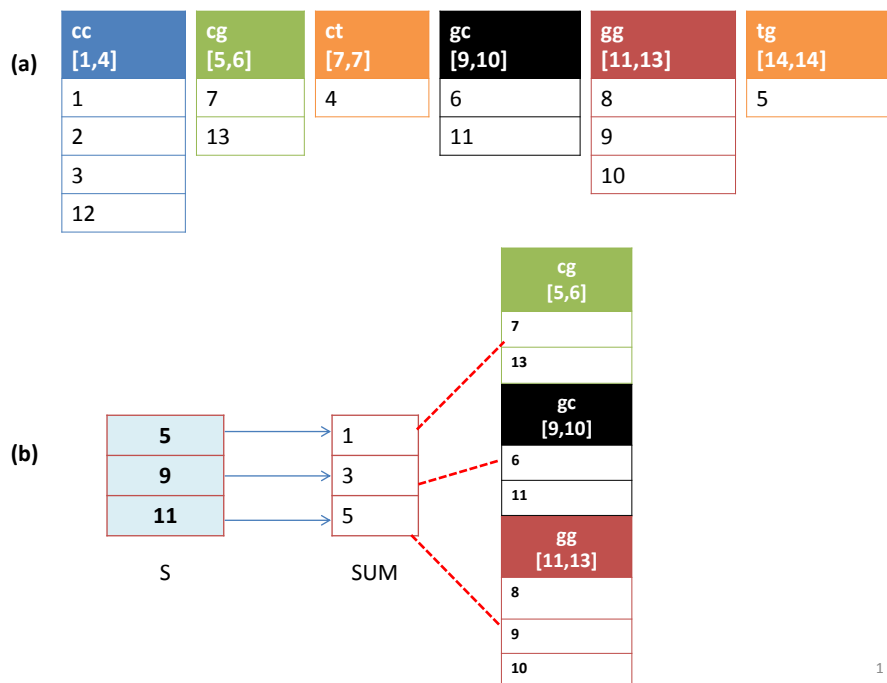 (a)
cc
[1,4]
1
2
3
12
cg
[5,6]
7
13
ct
[7,7]
4
gc
[9,10]
6
11
gg
[11,13]
8
9
10
tg
[14,14]
5
(b)
5
9
11
S
1
3
5
SUM
cg
[5,6]
7
13
gc
[9,10]
6
11
gg
[11,13]
8
9
10
1